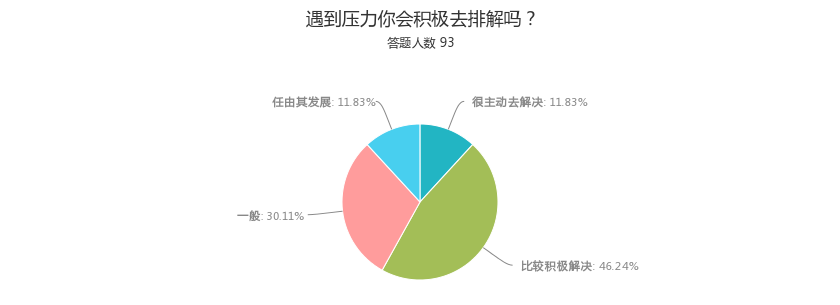 遇到压力你会积极去排解吗？
答题人数 93
任由其发展: 11.83%
很主动去解决: 11.83%
一般: 30.11%
比较积极解决: 46.24%